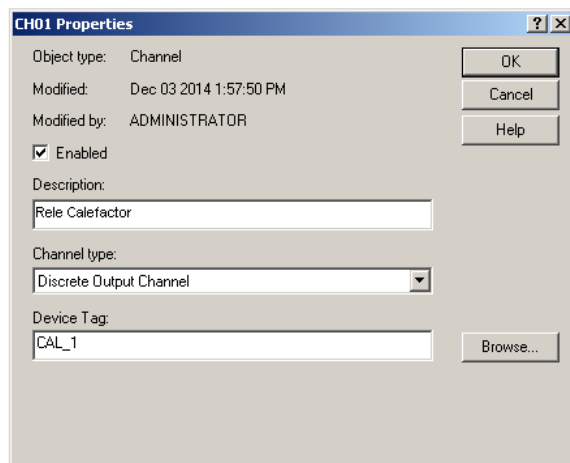 CH01 Properties
Object type: Channel
OK
Modified: Dec 03 2014 1:57:50 PM
Cancel
Modified by: ADMINISTRATOR
Help
Enabled
Description:
Rele Calefactor
Channel type:
Discrete Output Channel
Device Tag:
CAL_1
Browse...